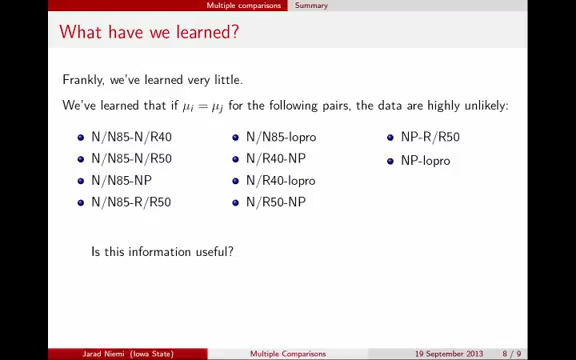 Multiple comparisons Summary
What have we learned?
Frankly, we've learned very little.
We've learned that if μi = μj for the following pairs, the data are highly unlikely:
N/N85-N/R40
N/N85-N/R50
N/N85-NP
N/N85-R/R50
N/N85-lopro
N/R40-NP
N/R40-lopro
N/R50-NP
NP-R/R50
NP-lopro
Is this information useful?
Jarad Niemi (Iowa State) Multiple Comparisons 19 September 2013 8 / 9